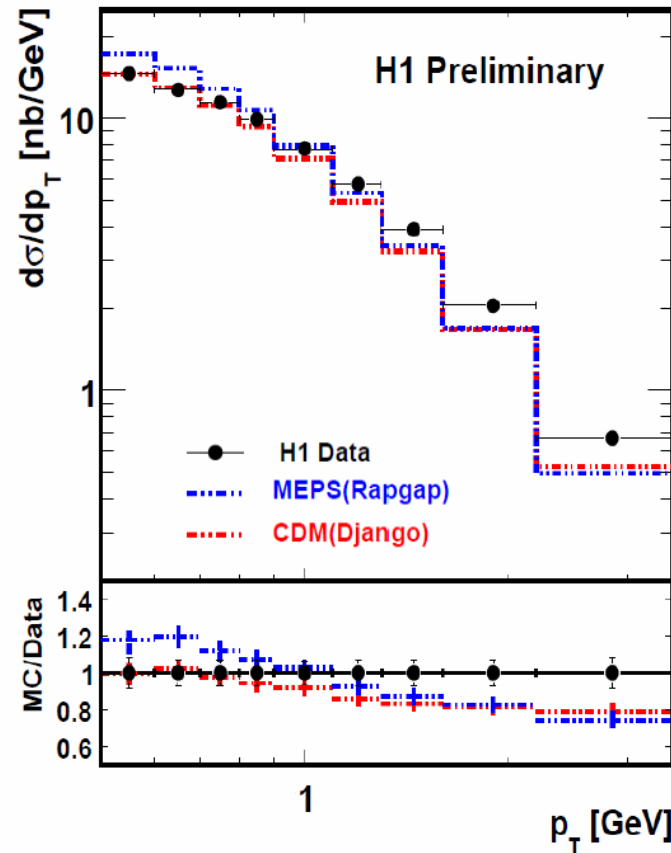 dσ/dp_T [nb/GeV]
H1 Preliminary
10
1
H1 Data
MEPS(Rapgap)
CDM(Django)
MC/Data
1.4
1.2
1
0.8
0.6
1
p_T [GeV]